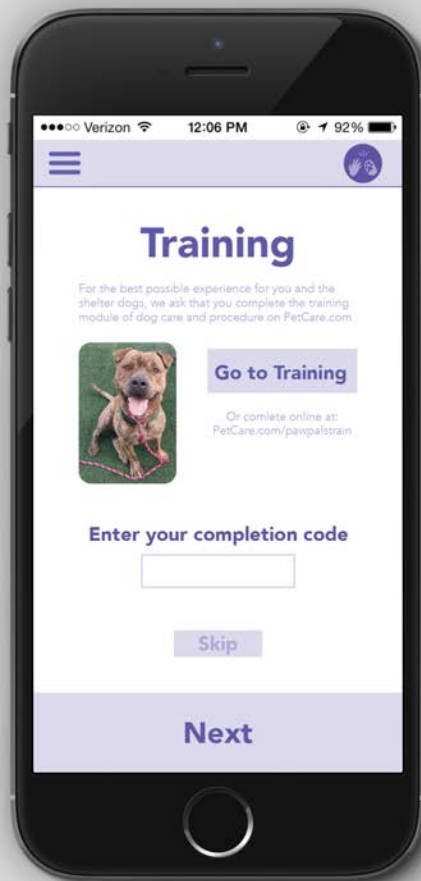 Verizon 12:06 PM 92%
Training
For the best possible experience for you and the
shelter dogs, we ask that you complete the training
module of dog care and procedure on PetCare.com
Go to Training
Or comlete online at:
PetCare.com/pawpalstrain
Enter your completion code
Skip
Next